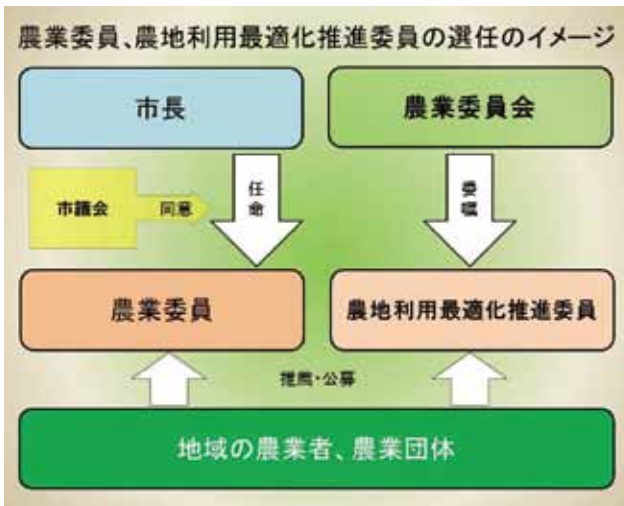 農業委員、農地利用最適化推進委員の選任のイメージ
市長
農業委員会
市議会
同意
任命
委嘱
農業委員
農地利用最適化推進委員
推薦・公募
地域の農業者、農業団体